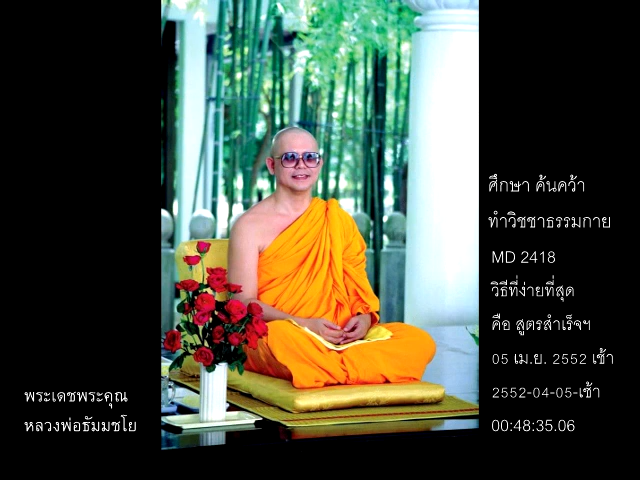 ศึกษา ค้นคว้า
ทำวิชชาธรรมกาย
MD 2418
วิธีที่ง่ายที่สุด
คือ สูตรสำเร็จฯ
05 เม.ย. 2552 เช้า
2552-04-05-เช้า
00:48:35.06
พระเดชพระคุณ
หลวงพ่อธัมมชโย